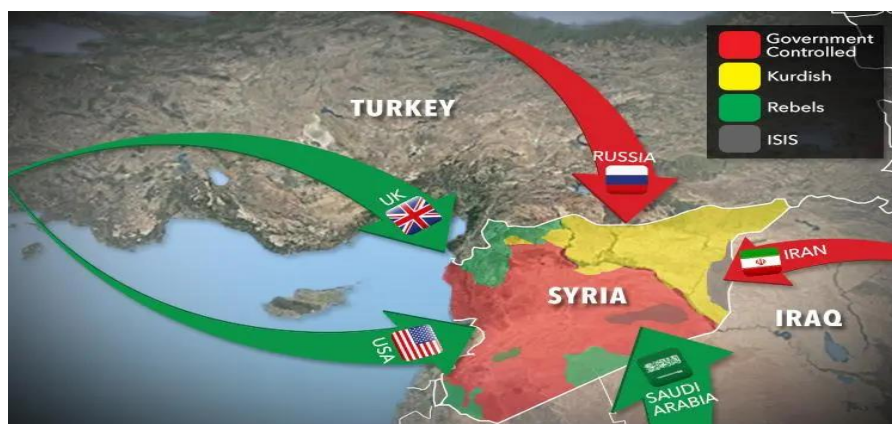 Government
Controlled
Kurdish
Rebels
ISIS
TURKEY
RUSSIA
UK
IRAN
SYRIA
IRAQ
USA
SAUDI
ARABIA